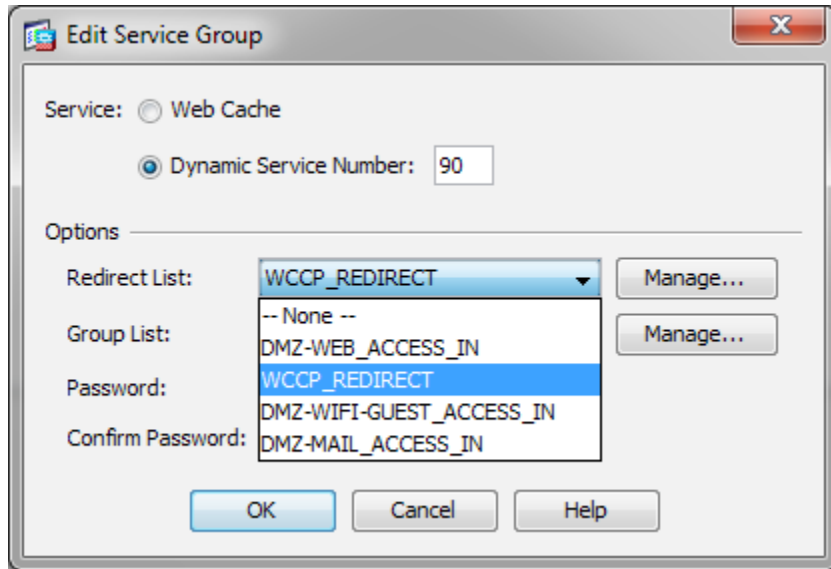 Edit Service Group
Service: Web Cache
Dynamic Service Number: 90
Options
Redirect List: WCCP_REDIRECT Manage...
-- None --
Group List: Manage...
DMZ-WEB_ACCESS_IN
WCCP_REDIRECT
Password:
DMZ-WIFI-GUEST_ACCESS_IN
Confirm Password: DMZ-MAIL_ACCESS_IN
OK Cancel Help